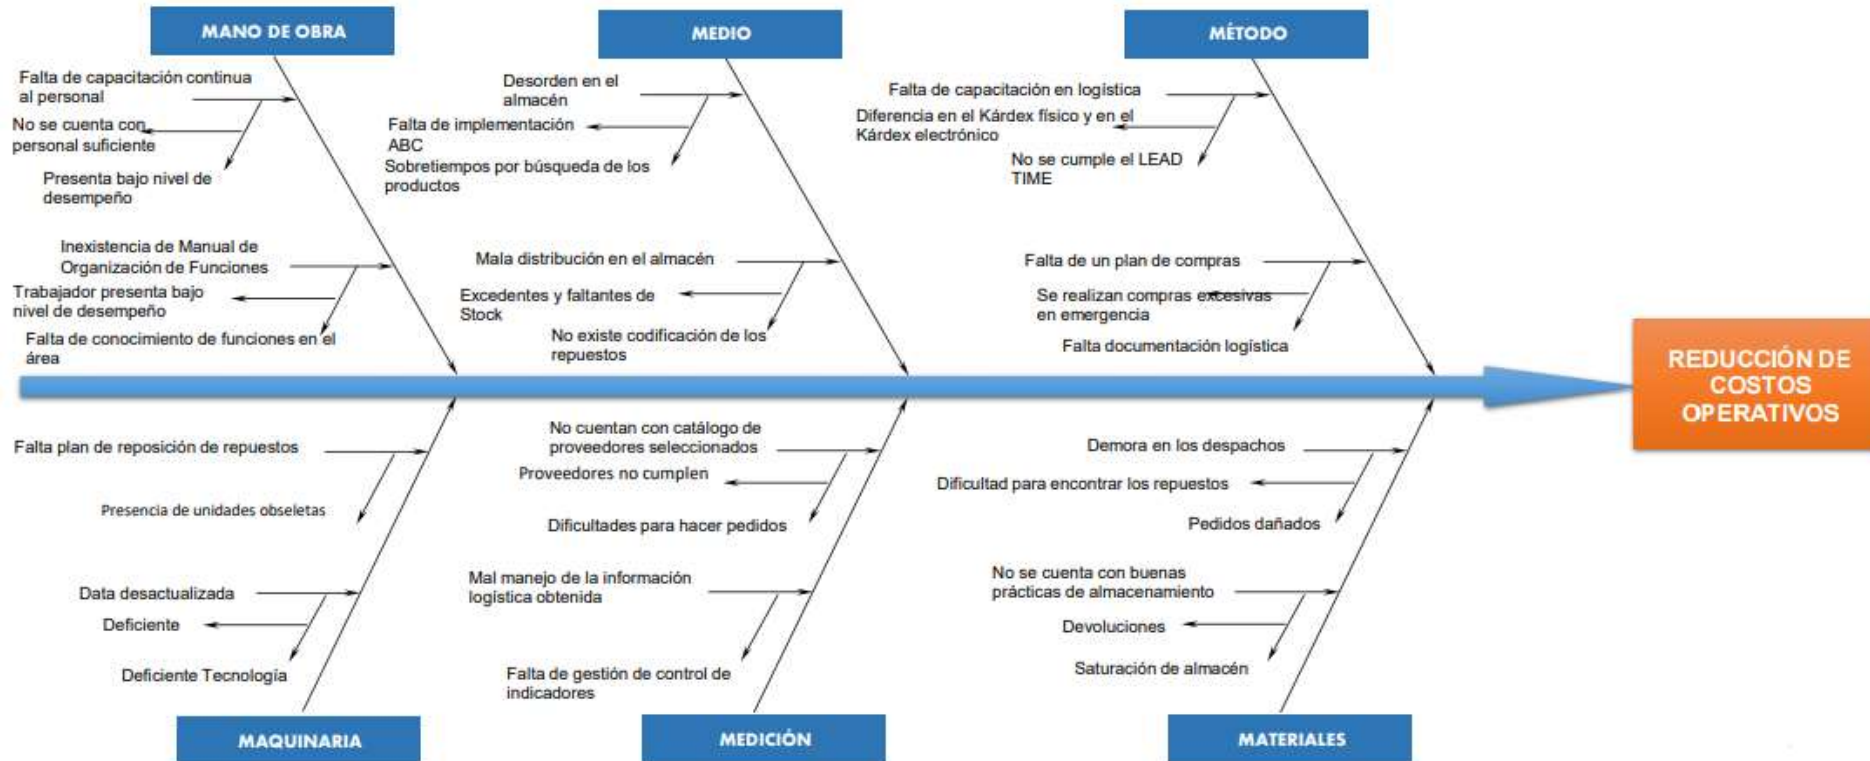 MANO DE OBRA
Falta de capacitación continua
al personal
No se cuenta con
personal suficiente
Presenta bajo nivel de
desempeño
Inexistencia de Manual de
Organización de Funciones
Trabajador presenta bajo
nivel de desempeño
Falta de conocimiento de funciones en el
área
MEDIO
Desorden en el
almacén
Falta de implementación
ABC
Sobretiempos por búsqueda de los
productos
Mala distribución en el almacén
Excedentes y faltantes de
Stock
No existe codificación de los
repuestos
MÉTODO
Falta de capacitación en logística
Diferencia en el Kárdex físico y en el
Kárdex electrónico
No se cumple el LEAD
TIME
Falta de un plan de compras
Se realizan compras excesivas
en emergencia
Falta documentación logística
REDUCCIÓN DE
COSTOS
OPERATIVOS
Falta plan de reposición de repuestos
Presencia de unidades obseletas
Data desactualizada
Deficiente
Deficiente Tecnología
MAQUINARIA
No cuentan con catálogo de
proveedores seleccionados
Proveedores no cumplen
Dificultades para hacer pedidos
Mal manejo de la información
logística obtenida
Falta de gestión de control de
indicadores
MEDICIÓN
Demora en los despachos
Dificultad para encontrar los repuestos
Pedidos dañados
No se cuenta con buenas
prácticas de almacenamiento
Devoluciones
Saturación de almacén
MATERIALES